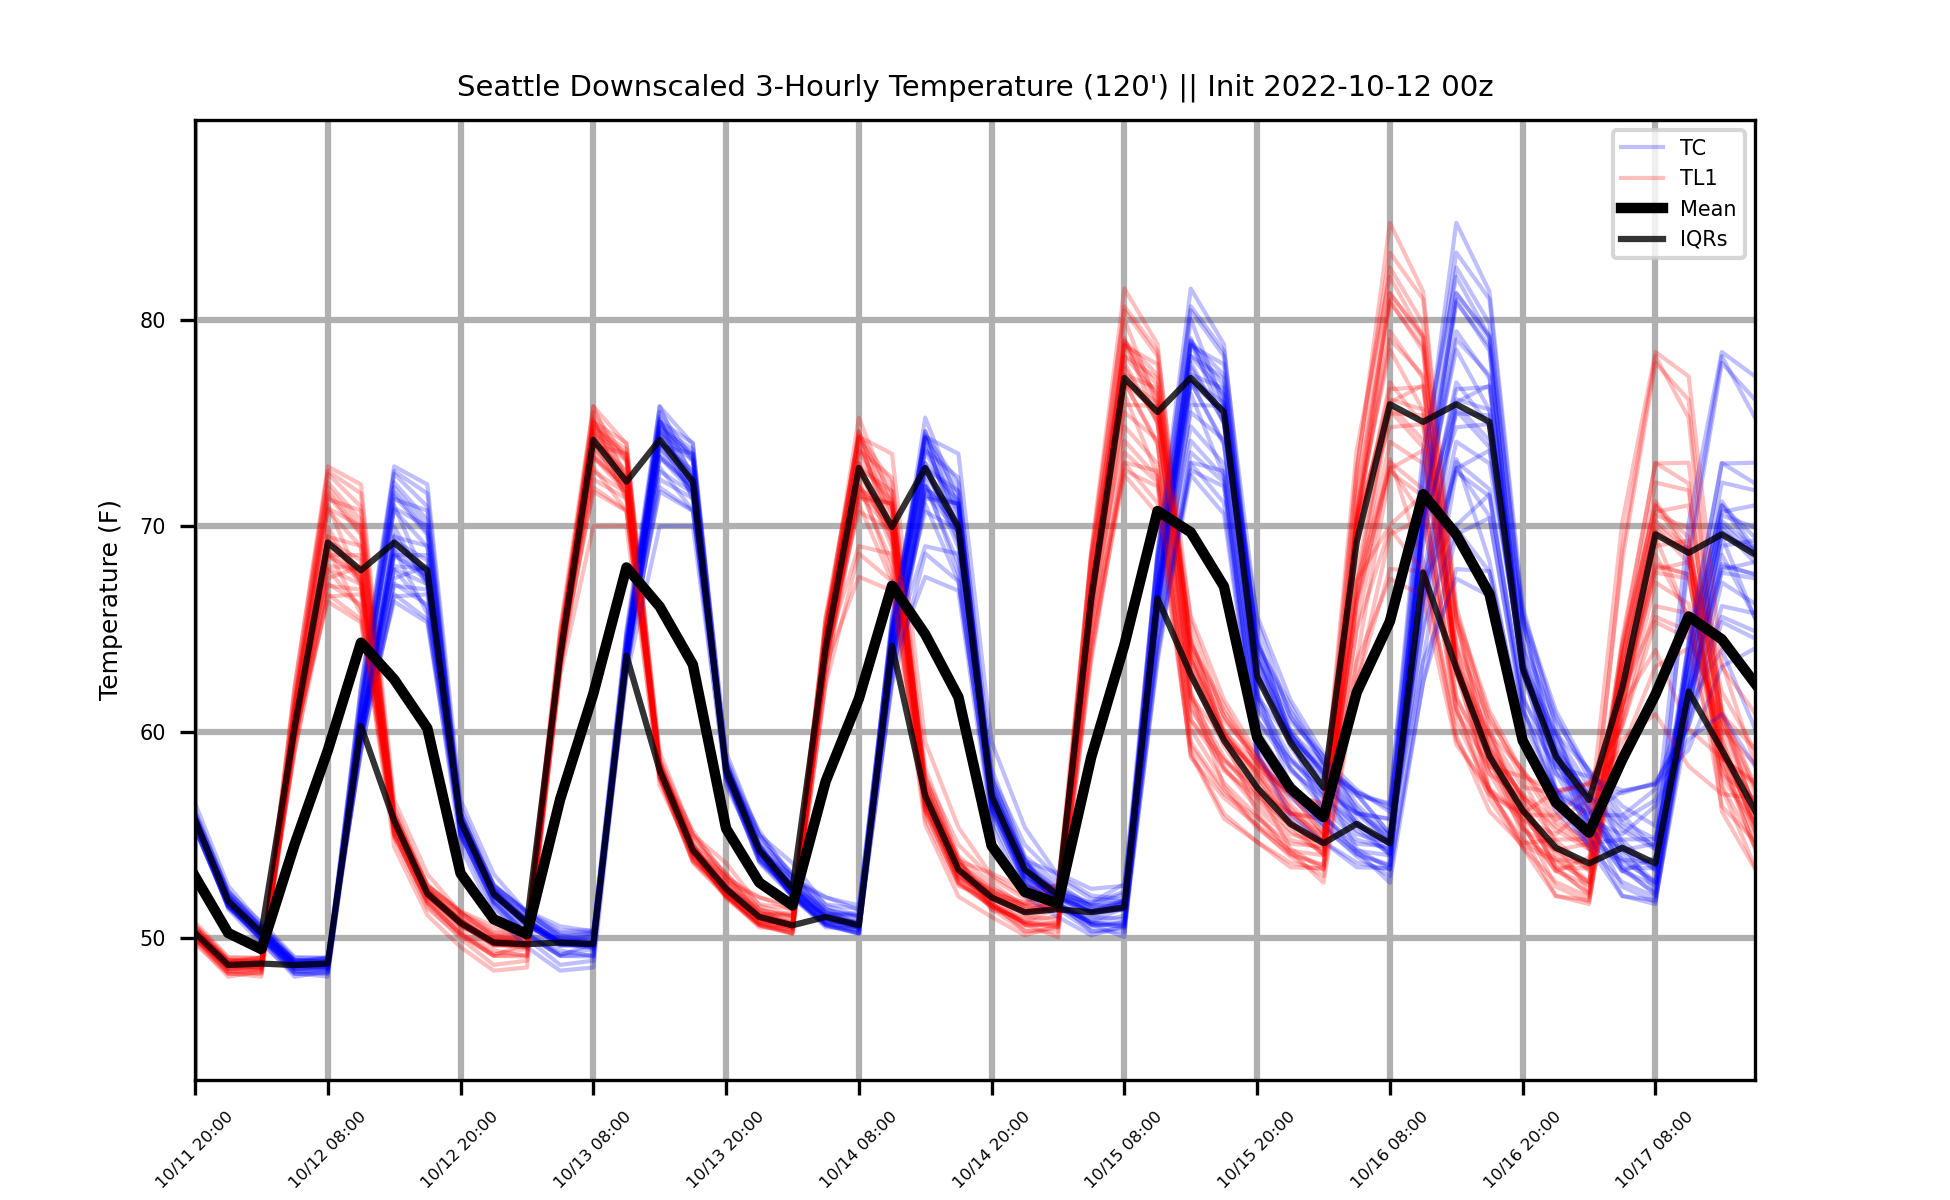 Seattle Downscaled 3-Hourly Temperature (120') || Init 2022-10-12 00z
TC
TL1
Mean
IQRs
Temperature (F)
80
70
60
50
10/11 20:00
10/12 08:00
10/12 20:00
10/13 08:00
10/13 20:00
10/14 08:00
10/14 20:00
10/15 08:00
10/15 20:00
10/16 08:00
10/16 20:00
10/17 08:00